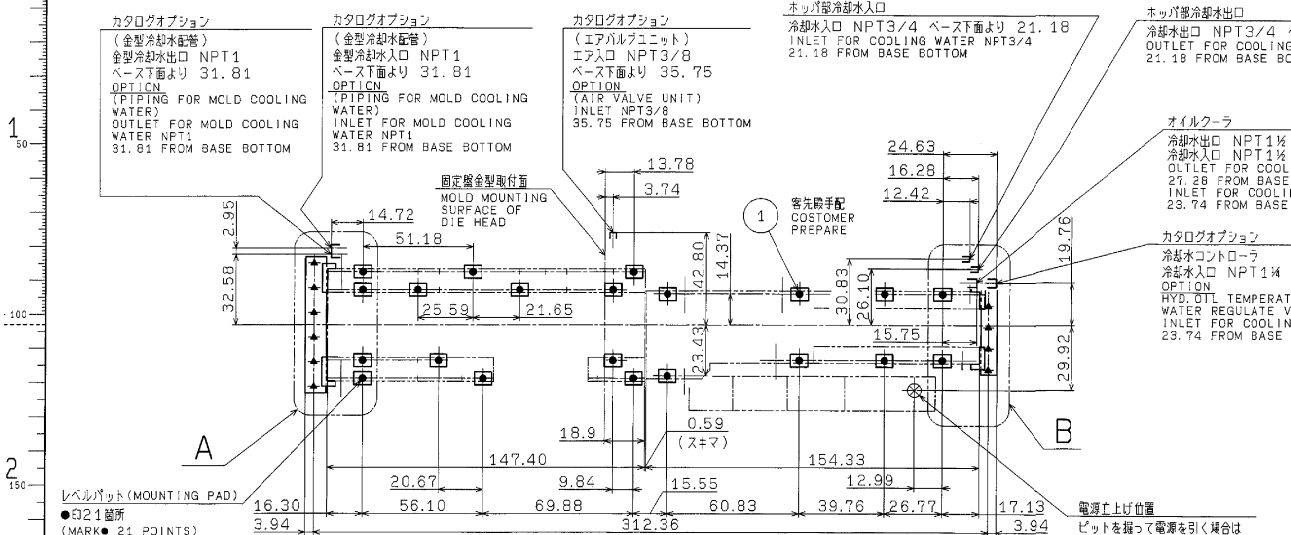 カタログオプション
(金型冷却水配管)
金型冷却水出口 NPT1
ベース下面より 31.81
OPTION
(PIPING FOR MOLD COOLING
WATER)
OUTLET FOR MOLD COOLING
WATER NPT1
31.81 FROM BASE BOTTOM
カタログオプション
(金型冷却水配管)
金型冷却水入口 NPT1
ベース下面より 31.81
OPTION
(PIPING FOR MOLD COOLING
WATER)
INLET FOR MOLD COOLING
WATER NPT1
31.81 FROM BASE BOTTOM
カタログオプション
(エアバルブユニット)
エア入口 NPT3/8
ベース下面より 35.75
OPTION
(AIR VALVE UNIT)
INLET NPT3/8
35.75 FROM BASE BOTTOM
ホッパ部冷却水入口
冷却水入口 NPT3/4 ベース下面より 21.18
INLET FOR COOLING WATER NPT3/4
21.18 FROM BASE BOTTOM
ホッパ部冷却水出口
冷却水出口 NPT3/4
OUTLET FOR COOLING
21.18 FROM BASE BO
オイルクーラ
冷却水出口 NPT1½
冷却水入口 NPT1½
OUTLET FOR COOL
27.28 FROM BASE
INLET FOR COOLI
23.74 FROM BASE
カタログオプション
冷却水コントローラ
冷却水入口 NPT1¼
OPTION
HYD.OIL TEMPERAT
WATER REGULATE V
INLET FOR COOLIN
23.74 FROM BASE
固定盤金型取付面
MOLD MOUNTING
SURFACE OF
DIE HEAD
1
客先殿手配
COSTOMER
PREPARE
1
50
100
2
150
2.95
32.58
14.72
51.18
13.78
3.74
25.59
21.65
42.80
14.37
23.43
24.63
16.28
12.42
30.83
26.10
15.75
19.76
29.92
A
B
18.9
0.59
(スキマ)
147.40
154.33
20.67
9.84
15.55
12.99
16.30
56.10
69.88
60.83
39.76
26.77
17.13
3.94
312.36
3.94
レベルパット(MOUNTING PAD)
●印21箇所
(MARK● 21 POINTS)
電源立上げ位置
ピットを掘って電源を引く場合は